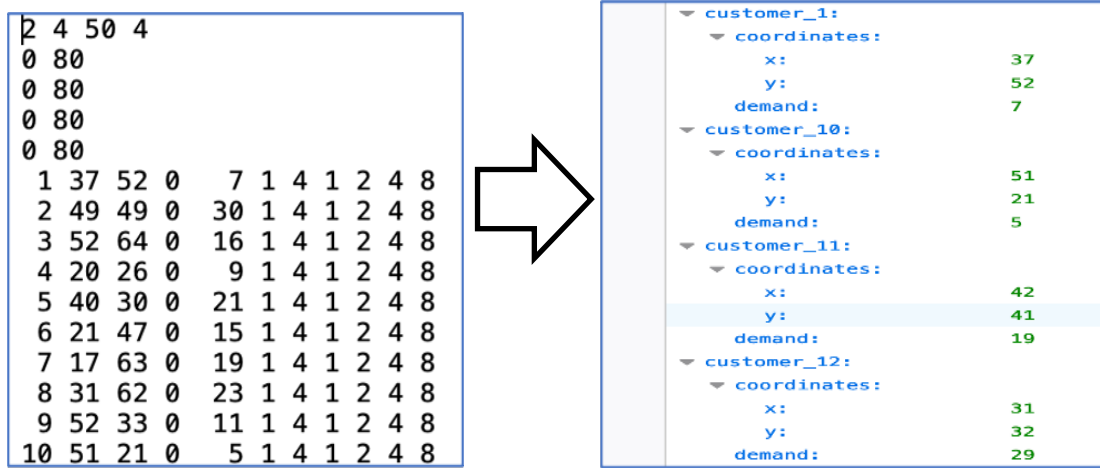 2 4 50 4
0 80
0 80
0 80
0 80
1 37 52 0 7 1 4 1 2 4 8
2 49 49 0 30 1 4 1 2 4 8
3 52 64 0 16 1 4 1 2 4 8
4 20 26 0 9 1 4 1 2 4 8
5 40 30 0 21 1 4 1 2 4 8
6 21 47 0 15 1 4 1 2 4 8
7 17 63 0 19 1 4 1 2 4 8
8 31 62 0 23 1 4 1 2 4 8
9 52 33 0 11 1 4 1 2 4 8
10 51 21 0 5 1 4 1 2 4 8
customer_1:
coordinates:
x: 37
y: 52
demand: 7
customer_10:
coordinates:
x: 51
y: 21
demand: 5
customer_11:
coordinates:
x: 42
y: 41
demand: 19
customer_12:
coordinates:
x: 31
y: 32
demand: 29